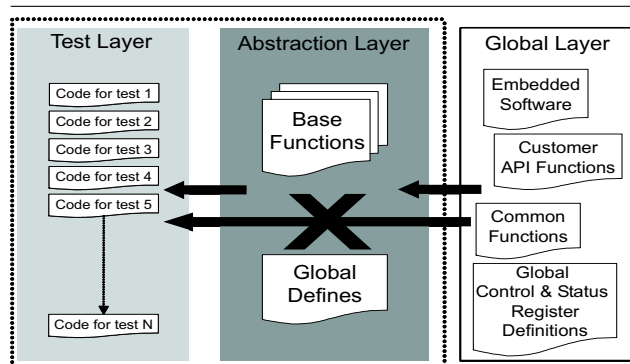 Test Layer
Code for test 1
Code for test 2
Code for test 3
Code for test 4
Code for test 5
Code for test N
Abstraction Layer
Base
Functions
Global
Defines
Global Layer
Embedded
Software
Customer
API Functions
Common
Functions
Global
Control & Status
Register
Definitions